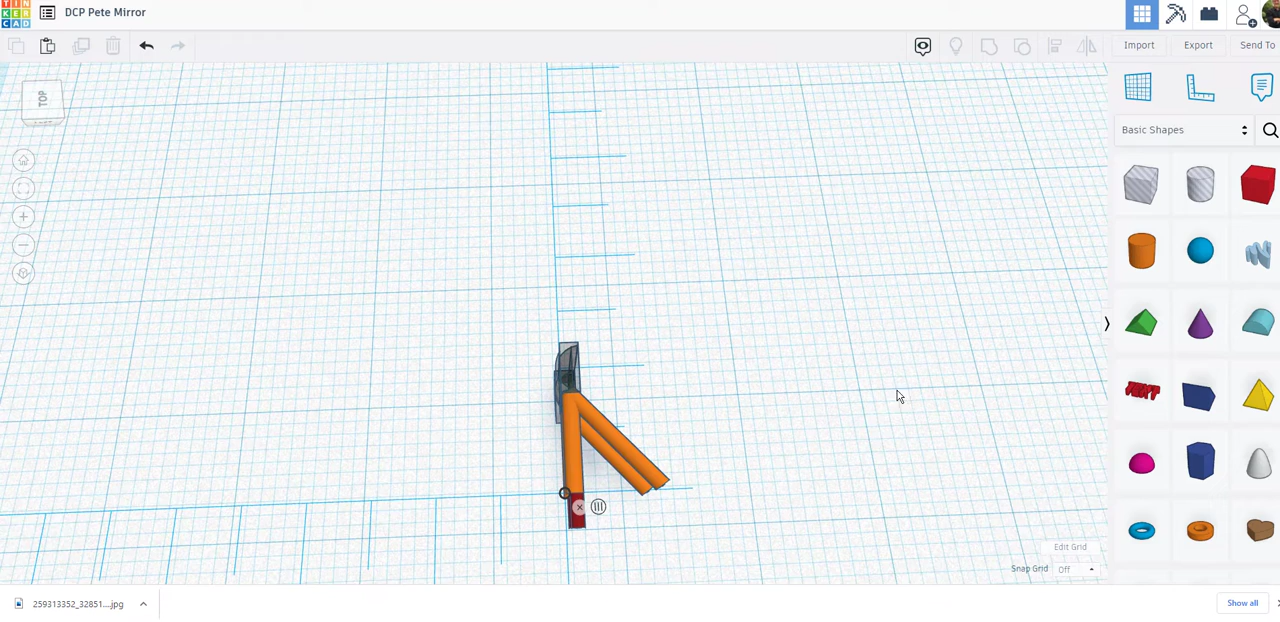 TIN
KER
CAD
DCP Pete Mirror
Import
Export
Send To
TOP
Basic Shapes
TEXT
Edit Grid
Snap Grid
Off
259313352_32851....jpg
Show all